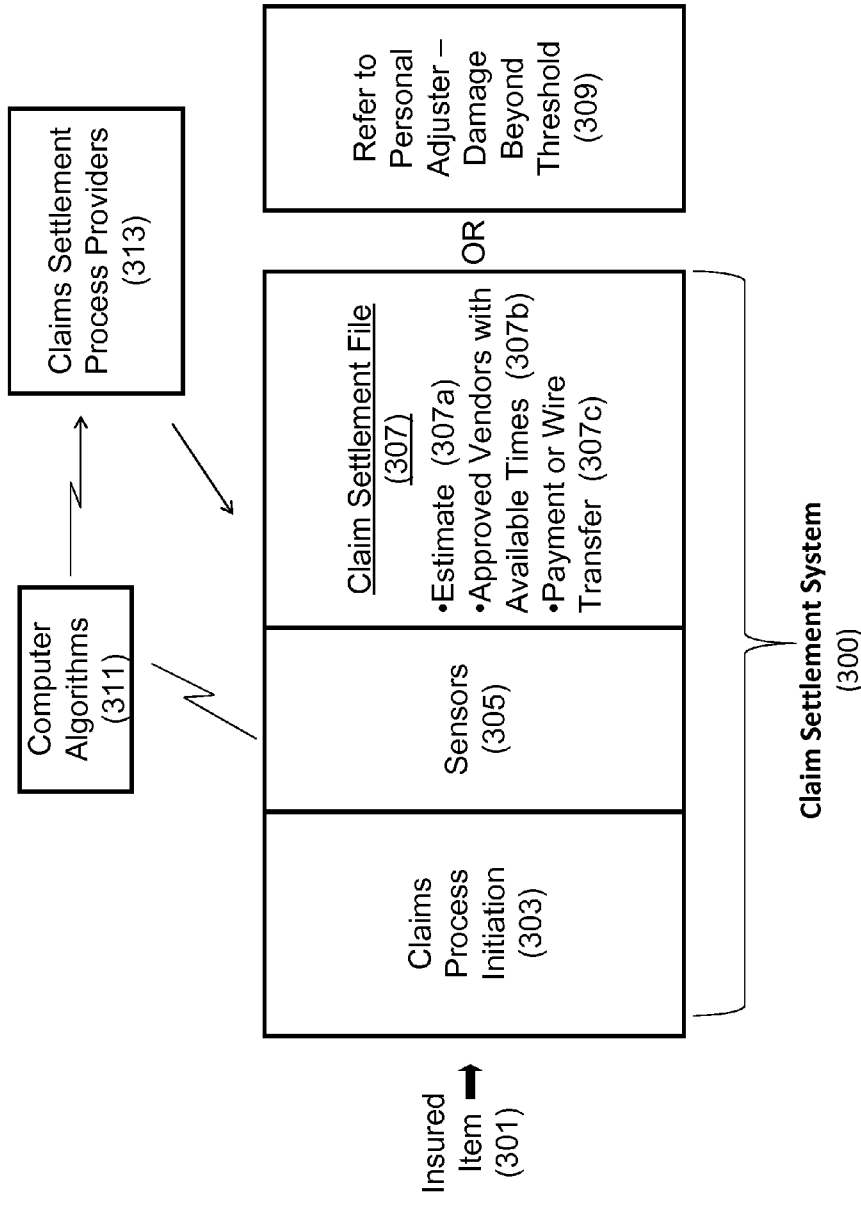 Computer
Algorithms
(311)
Claims Settlement
Process Providers
(313)
Insured
Item
(301)
Claims
Process
Initiation
(303)
Sensors
(305)
Claim Settlement File
(307)
•Estimate (307a)
•Approved Vendors with
Available Times (307b)
•Payment or Wire
Transfer (307c)
OR
Refer to
Personal
Adjuster –
Damage
Beyond
Threshold
(309)
Claim Settlement System
(300)